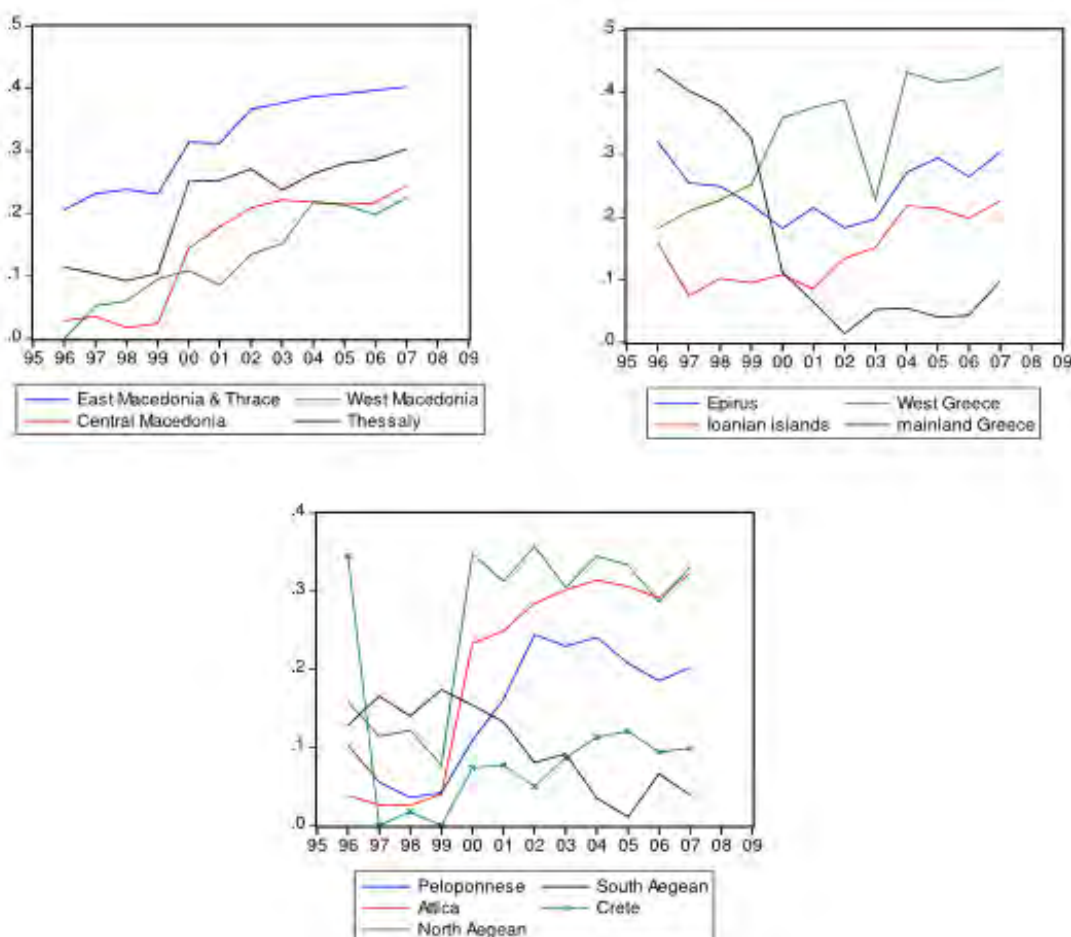 .5
.4
.3
.2
.1
.0
95 96 97 98 99 00 01 02 03 04 05 06 07 08 09
East Macedonia & Thrace West Macedonia
Central Macedonia Thessaly
.5
.4
.3
.2
.1
.0
95 96 97 98 99 00 01 02 03 04 05 06 07 08 09
Epirus West Greece
Ioanian islands mainland Greece
.4
.3
.2
.1
.0
95 96 97 98 99 00 01 02 03 04 05 06 07 08 09
Peloponnese South Aegean
Attica Crete
North Aegean